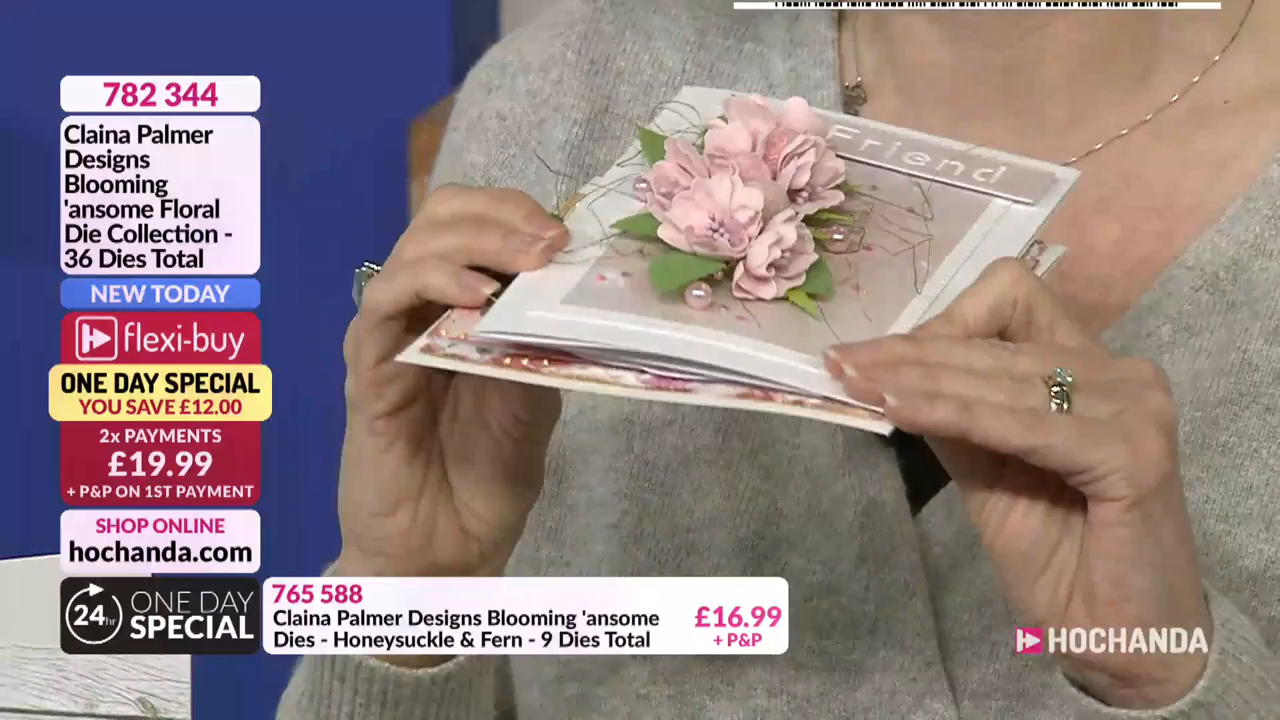 782 344
Claina Palmer
Designs
Blooming
'ansome Floral
Die Collection -
36 Dies Total
NEW TODAY
flexi-buy
ONE DAY SPECIAL
YOU SAVE £12.00
2x PAYMENTS
£19.99
+ P&P ON 1ST PAYMENT
SHOP ONLINE
hochanda.com
24hr ONE DAY
SPECIAL
765 588
Claina Palmer Designs Blooming 'ansome
Dies - Honeysuckle & Fern - 9 Dies Total
£16.99
+ P&P
Friend
HOCHANDA